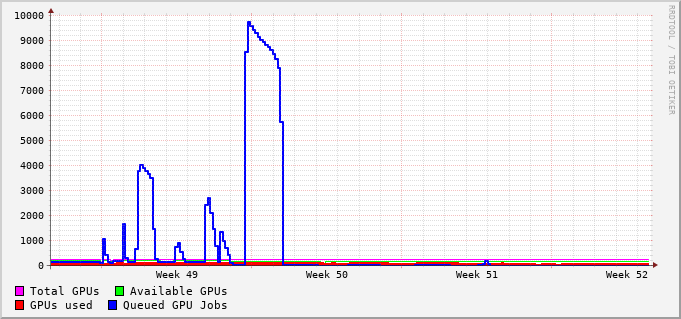 10000
9000
8000
7000
6000
5000
4000
3000
2000
1000
0
Week 49 Week 50 Week 51 Week 52
Total GPUs Available GPUs
GPUs used Queued GPU Jobs
RRDTOOL / TOBI OETIKER